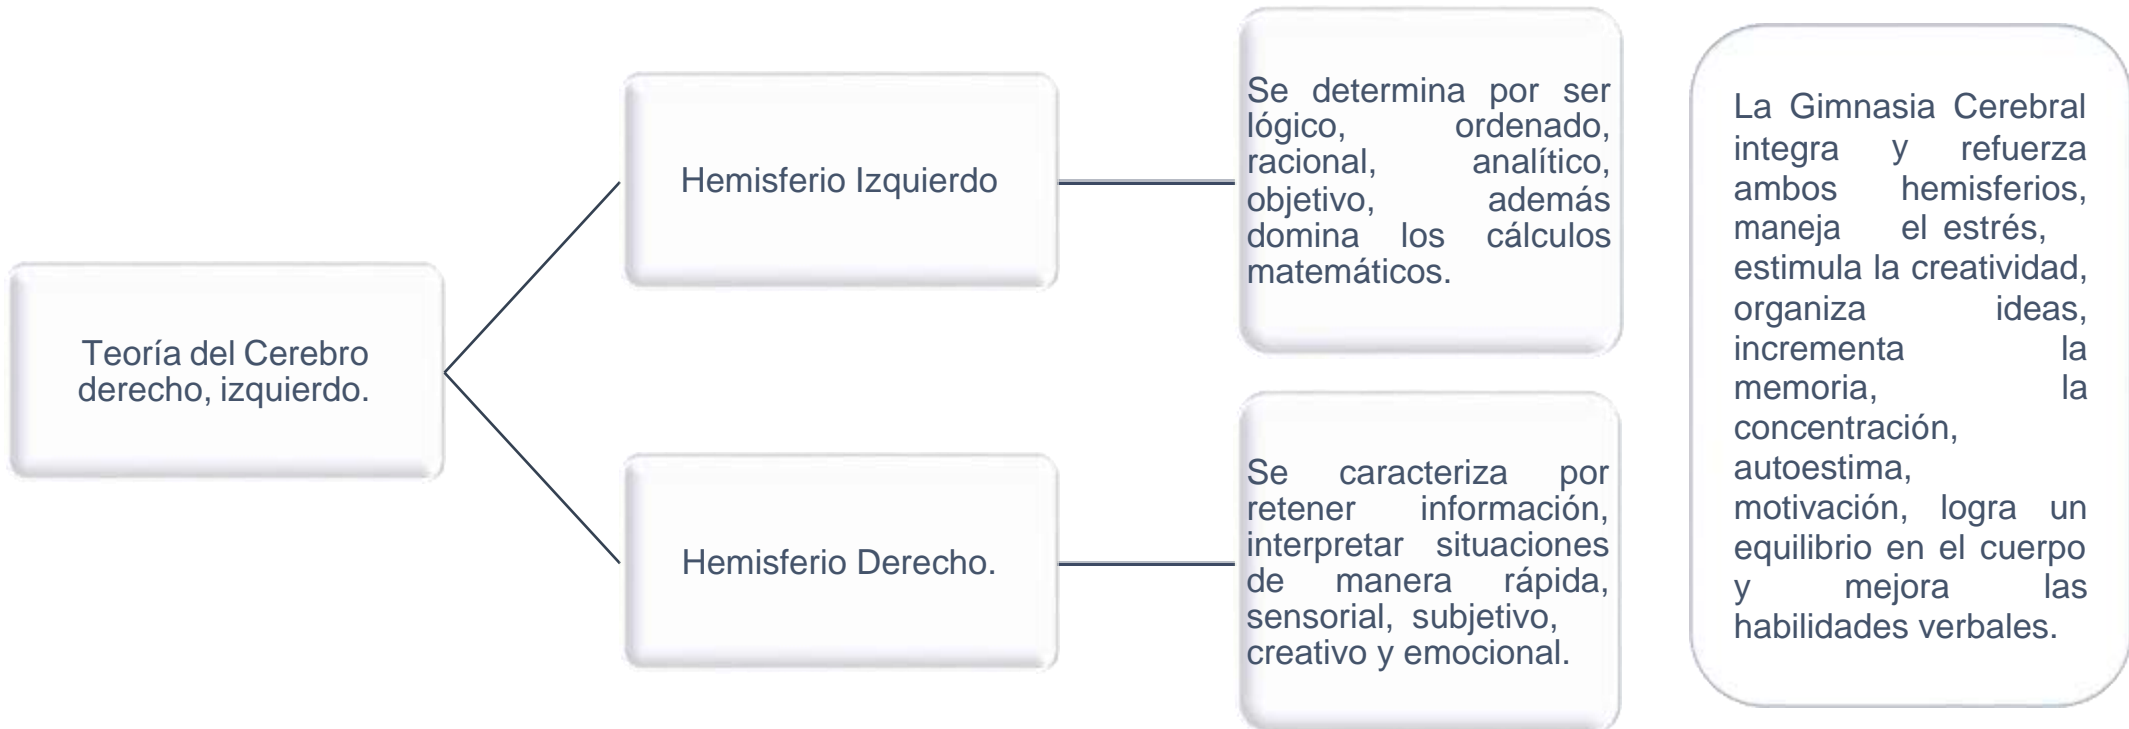 Teoría del Cerebro
derecho, izquierdo.
Hemisferio Izquierdo
Se determina por ser
lógico, ordenado,
racional, analítico,
objetivo, además
domina los cálculos
matemáticos.
Hemisferio Derecho.
Se caracteriza por
retener información,
interpretar situaciones
de manera rápida,
sensorial, subjetivo,
creativo y emocional.
La Gimnasia Cerebral
integra y refuerza
ambos hemisferios,
maneja el estrés,
estimula la creatividad,
organiza ideas,
incrementa la
memoria, la
concentración,
autoestima,
motivación, logra un
equilibrio en el cuerpo
y mejora las
habilidades verbales.